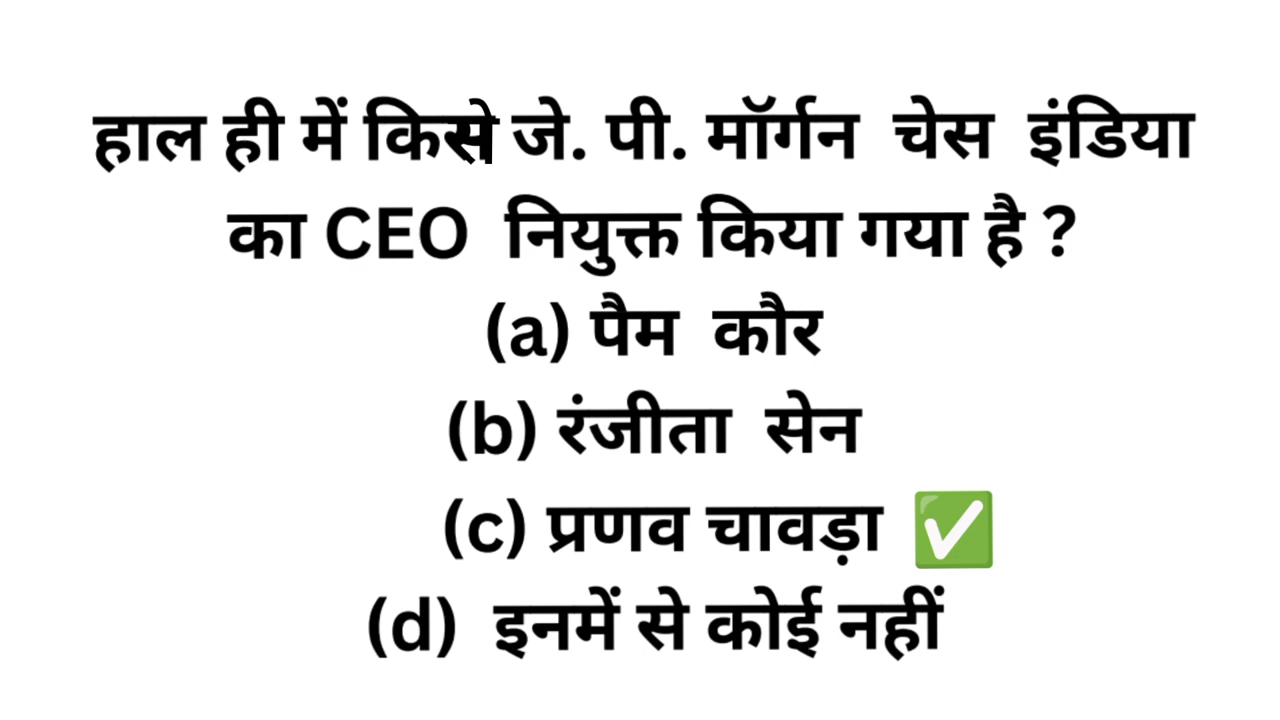 हाल ही में किसे जे. पी. मॉर्गन चेस इंडिया
का CEO नियुक्त किया गया है ?
(a) पैम कौर
(b) रंजीता सेन
(c) प्रणव चावड़ा ✅
(d) इनमें से कोई नहीं